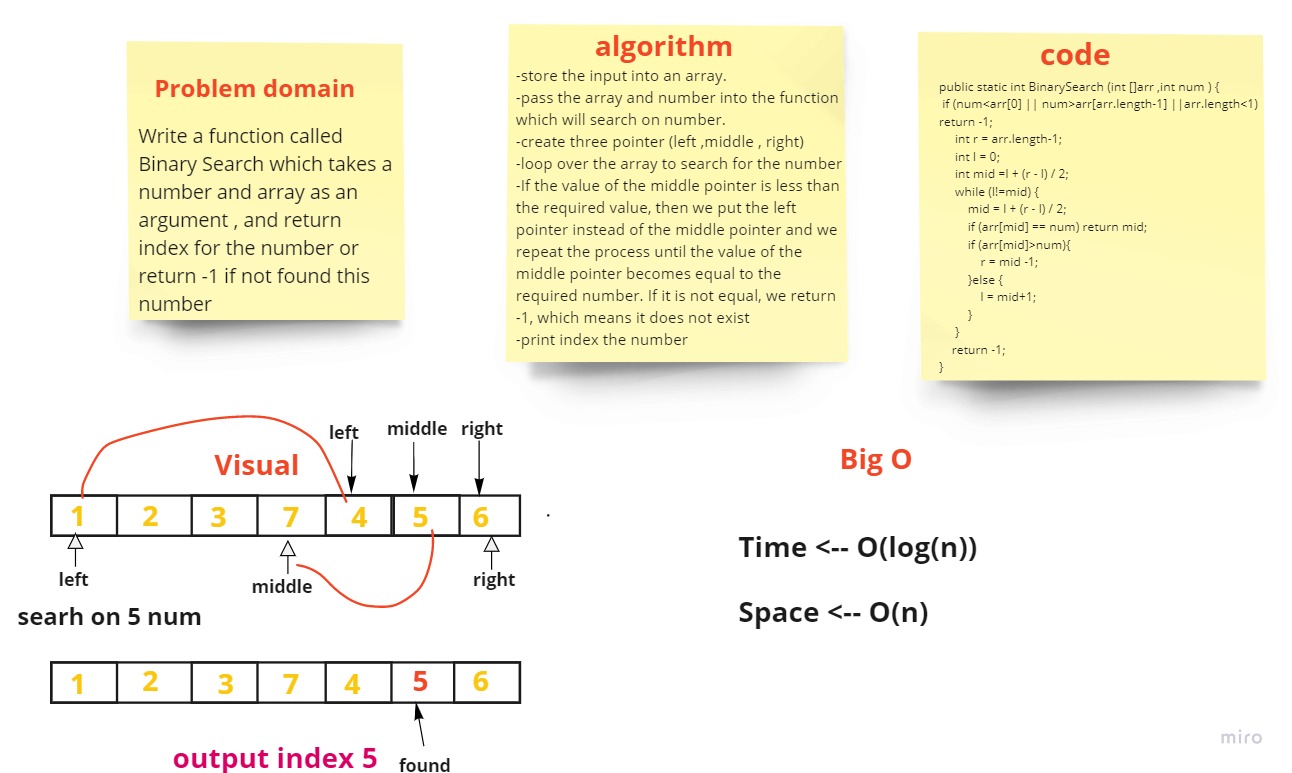 Problem domain
Write a function called
Binary Search which takes a
number and array as an
argument , and return
index for the number or
return -1 if not found this
number
algorithm
-store the input into an array.
-pass the array and number into the function
which will search on number.
-create three pointer (left ,middle , right)
-loop over the array to search for the number
-If the value of the middle pointer is less than
the required value, then we put the left
pointer instead of the middle pointer and we
repeat the process until the value of the
middle pointer becomes equal to the
required number. If it is not equal, we return
-1, which means it does not exist
-print index the number
code
public static int BinarySearch (int []arr ,int num ) {
if (num<arr[0] || num>arr[arr.length-1] ||arr.length<1)
return -1;
int r = arr.length-1;
int l = 0;
int mid =l + (r - l) / 2;
while (l!=mid) {
mid = l + (r - l) / 2;
if (arr[mid] == num) return mid;
if (arr[mid]>num){
r = mid -1;
}else {
l = mid+1;
}
}
return -1;
}
Visual
left middle right
1 2 3 7 4 5 6
left middle right
searh on 5 num
1 2 3 7 4 5 6
output index 5
found
Big O
Time <-- O(log(n))
Space <-- O(n)
miro